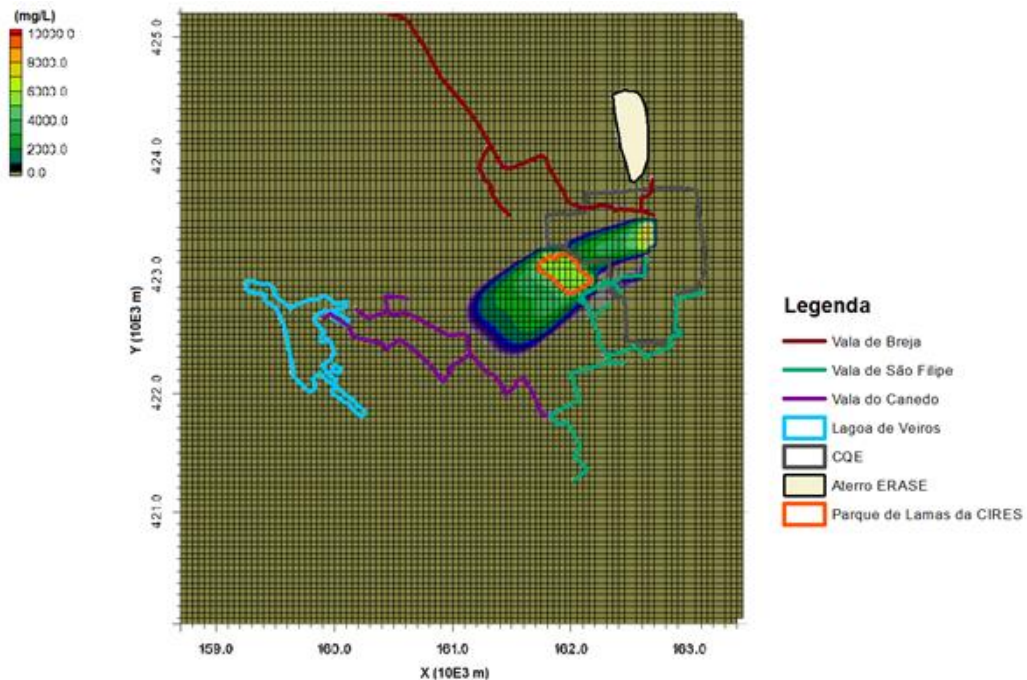 (mg/L)
10000.0
8000.0
6000.0
4000.0
2000.0
0.0
425.0
424.0
423.0
422.0
421.0
Y (10E3 m)
159.0 160.0 161.0 162.0 163.0
X (10E3 m)
Legenda
Vala de Breja
Vala de São Filipe
Vala do Canedo
Lagoa de Veiros
CQE
Aterro ERASE
Parque de Lamas da CIRES